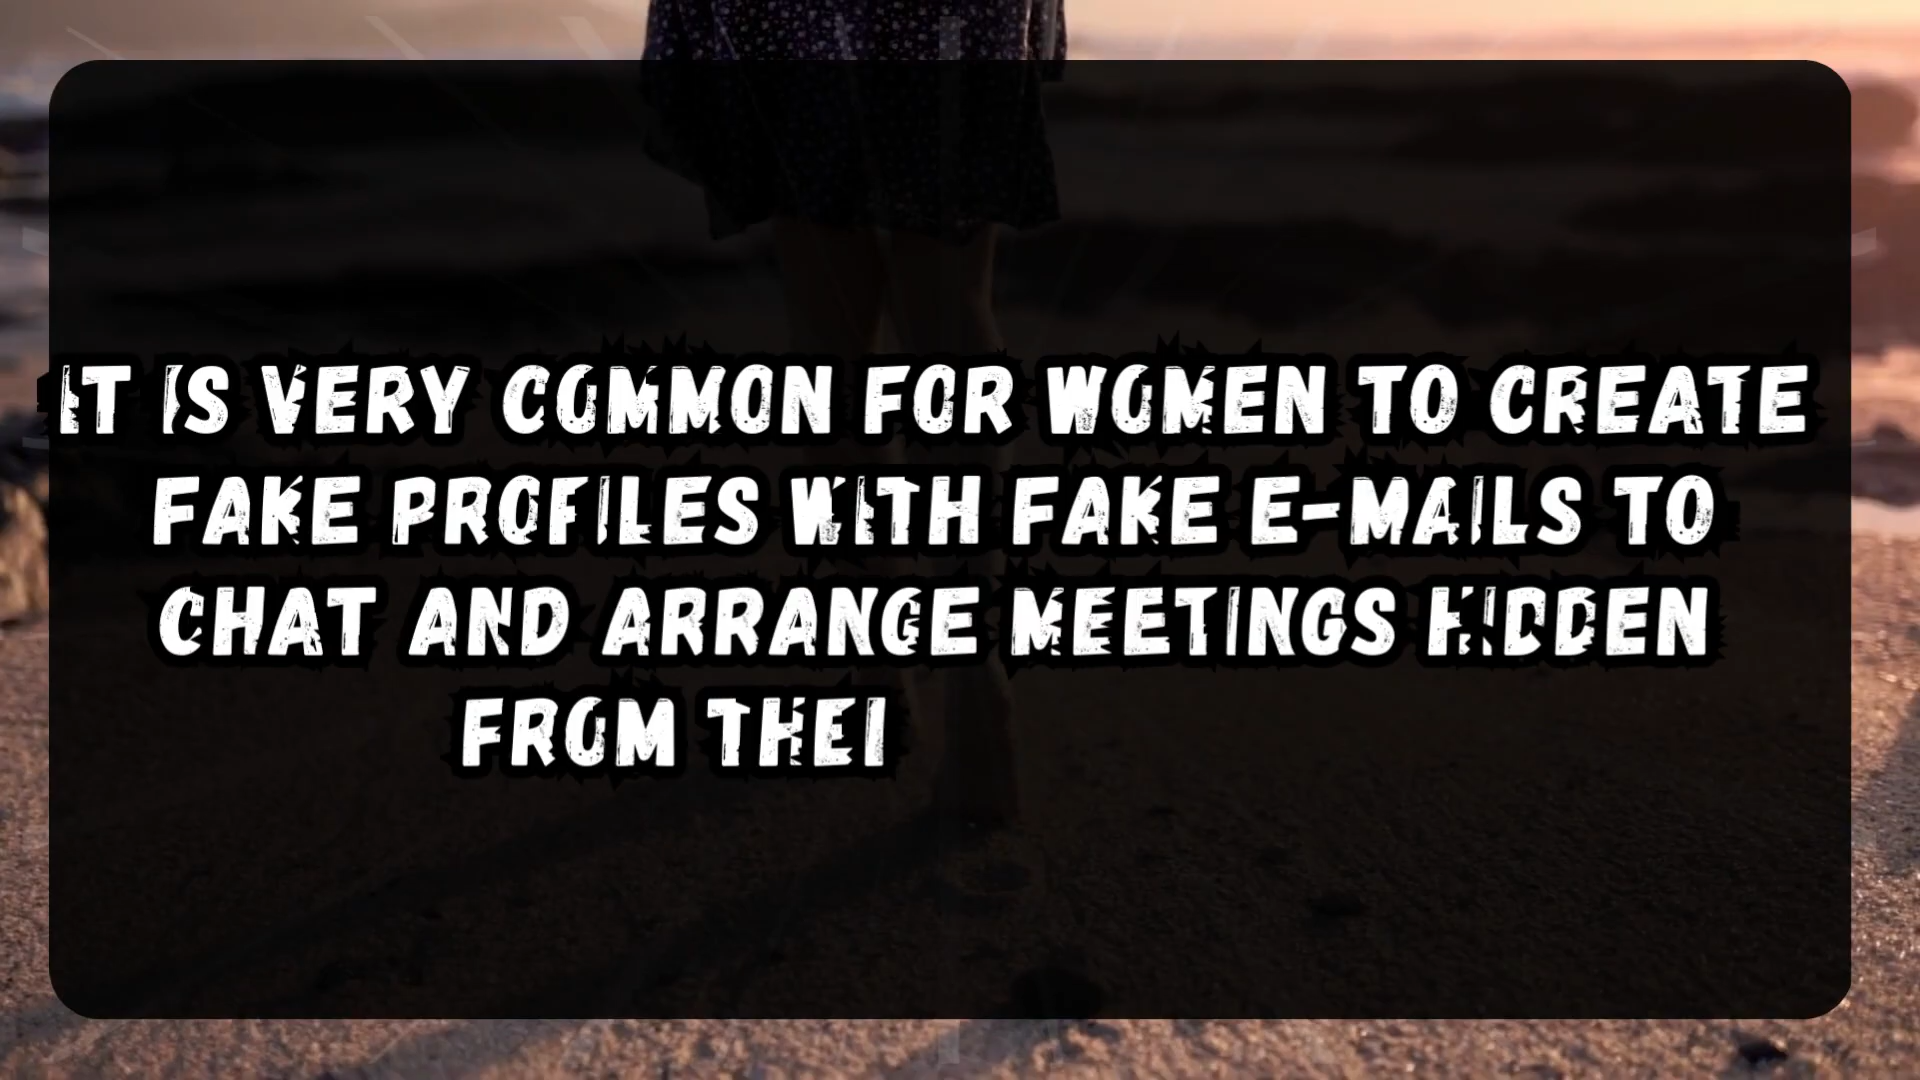 IT IS VERY COMMON FOR WOMEN TO CREATE
FAKE PROFILES WITH FAKE E-MAILS TO
CHAT AND ARRANGE MEETINGS HIDDEN
FROM THEI